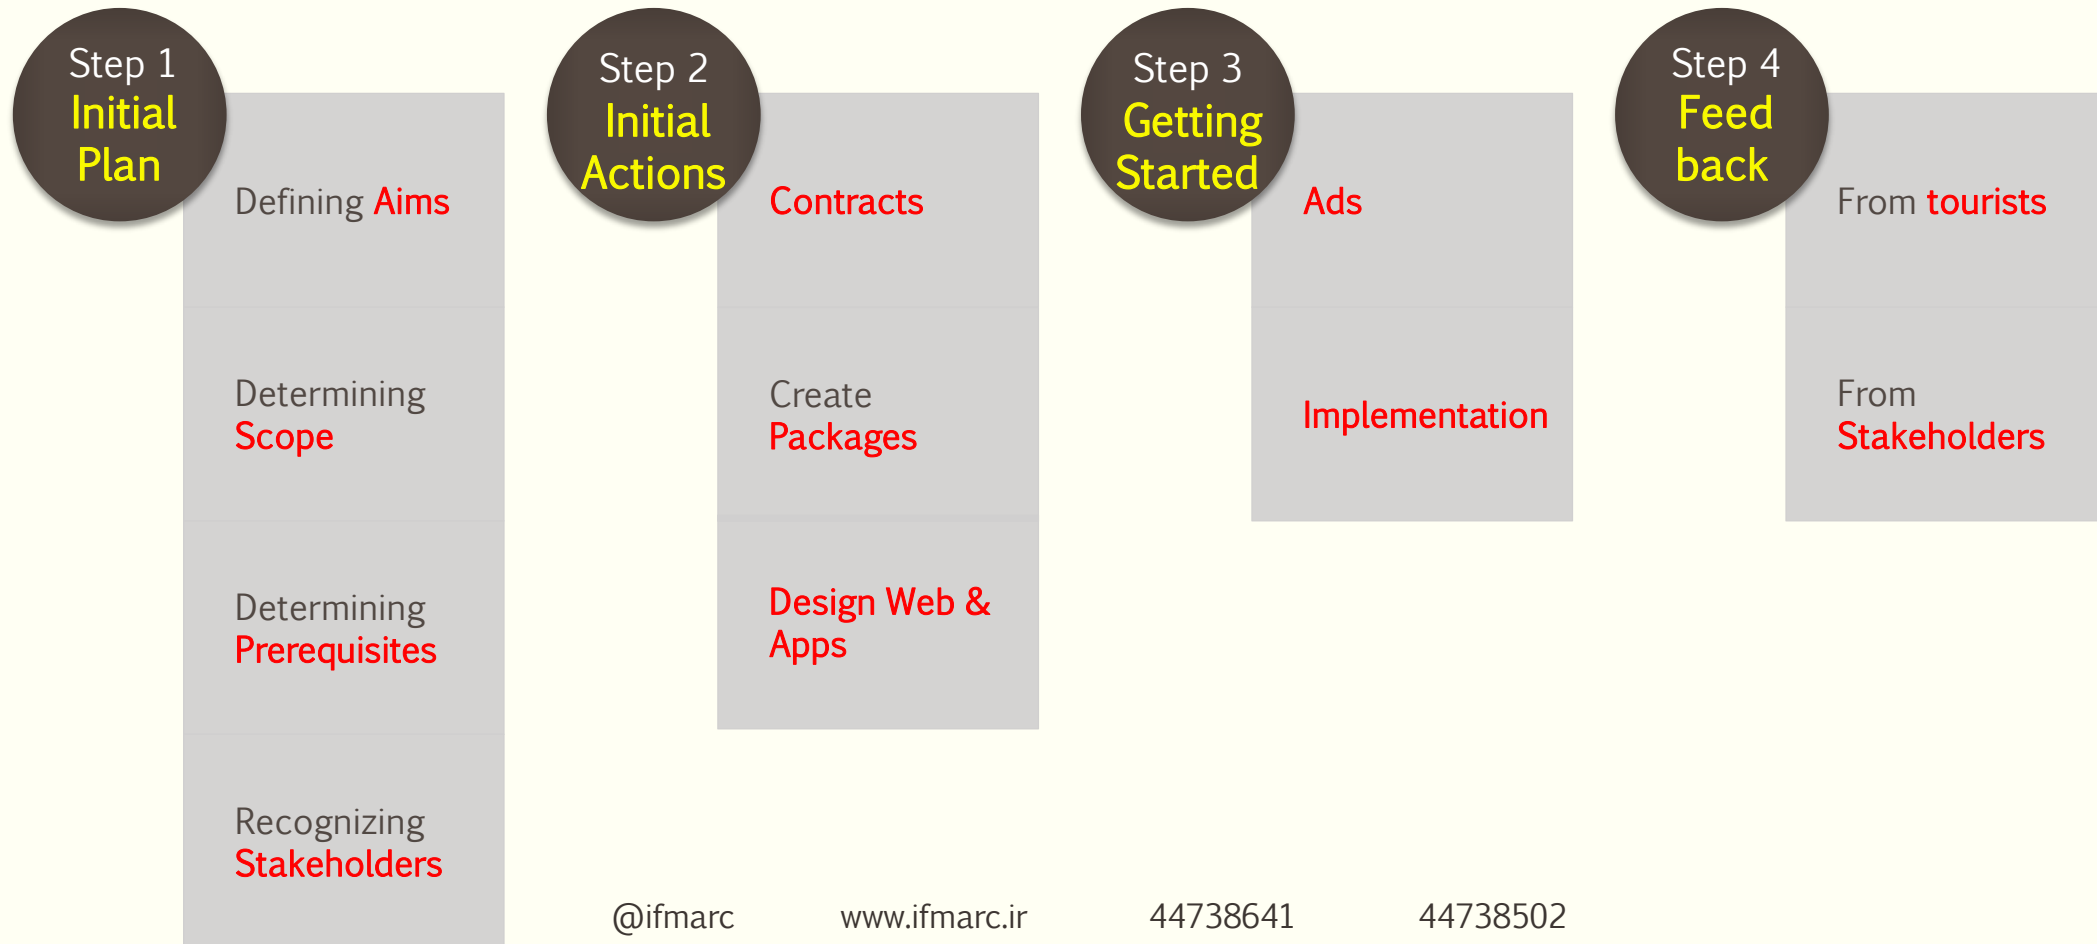 Step 1
Initial
Plan
Defining Aims
Determining
Scope
Determining
Prerequisites
Recognizing
Stakeholders
Step 2
Initial
Actions
Contracts
Create
Packages
Design Web &
Apps
Step 3
Getting
Started
Ads
Implementation
Step 4
Feed
back
From tourists
From
Stakeholders
@ifmarc www.ifmarc.ir 44738641 44738502